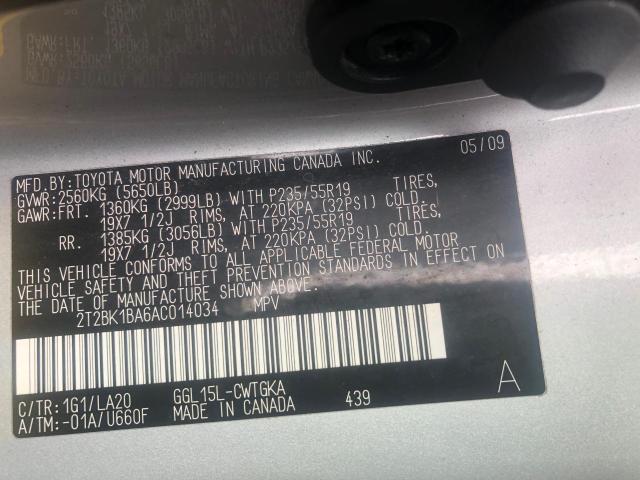 MFD.BY:TOYOTA MOTOR MANUFACTURING CANADA INC. 05/09
GVWR:2560KG (5650LB)
GAWR:FRT. 1360KG (2999LB) WITH P235/55R19 TIRES,
19X7 1/2J RIMS, AT 220KPA (32PSI) COLD.
RR. 1385KG (3056LB) WITH P235/55R19 TIRES,
19X7 1/2J RIMS, AT 220KPA (32PSI) COLD.
THIS VEHICLE CONFORMS TO ALL APPLICABLE FEDERAL MOTOR
VEHICLE SAFETY AND THEFT PREVENTION STANDARDS IN EFFECT ON
THE DATE OF MANUFACTURE SHOWN ABOVE.
2T2BK1BA6AC014034 MPV
C/TR:1G1/LA20 GGL15L-CWTGKA
A/TM:-01A/U660F MADE IN CANADA 439 A